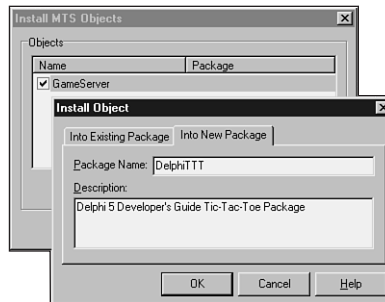 Install MTS Objects
Objects
Name Package
GameServer
Install Object
Into Existing Package Into New Package
Package Name: DelphiTTT
Description:
Delphi 5 Developer's Guide Tic-Tac-Toe Package
OK Cancel Help